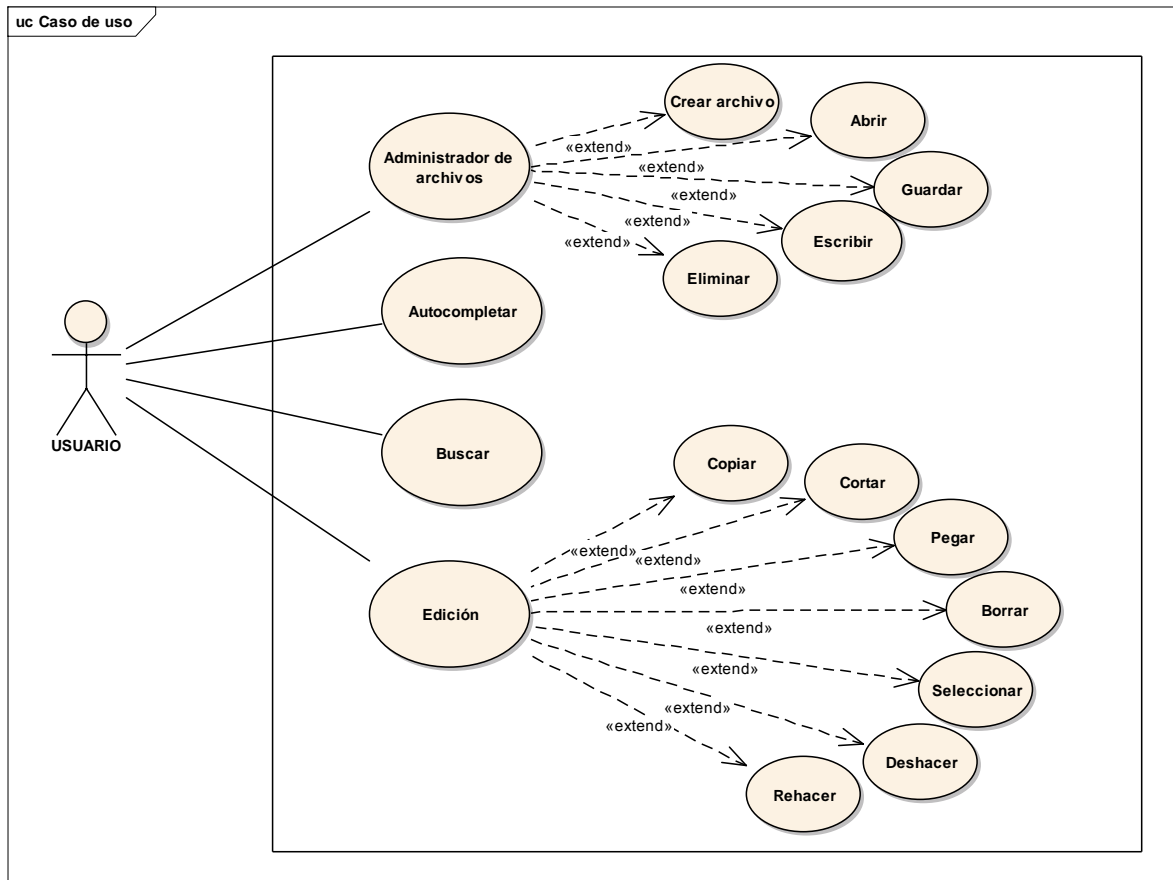 uc Caso de uso
Crear archivo
Abrir
Administrador de
archivos
«extend»
«extend»
Guardar
«extend»
«extend»
Escribir
«extend»
Eliminar
Autocompletar
USUARIO
Buscar
Copiar
Cortar
Pegar
«extend»
«extend»
«extend»
Edición
Borrar
«extend»
«extend»
Seleccionar
«extend»
«extend»
Deshacer
Rehacer